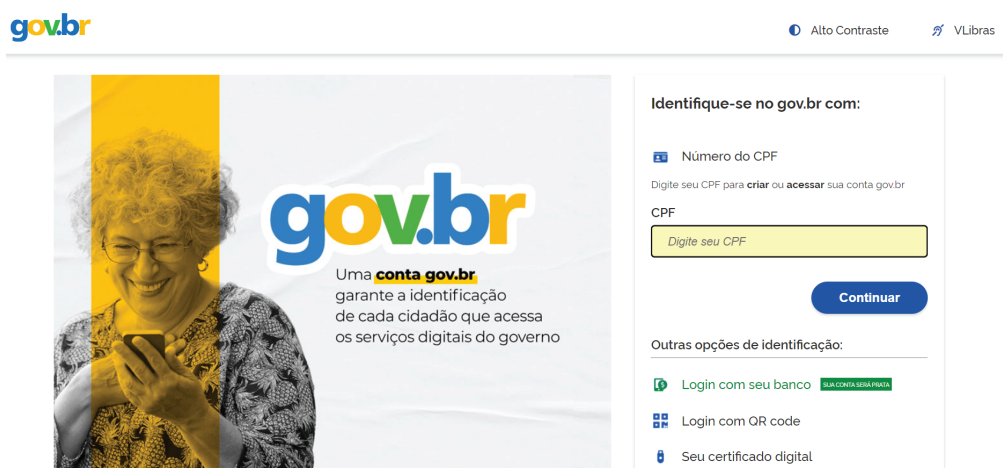 gov.br
Alto Contraste
VLibras
gov.br
Uma conta gov.br
garante a identificação
de cada cidadão que acessa
os serviços digitais do governo
Identifique-se no gov.br com:
Número do CPF
Digite seu CPF para criar ou acessar sua conta gov.br
CPF
Digite seu CPF
Continuar
Outras opções de identificação:
Login com seu banco SUA CONTA SERÁ PRATA
Login com QR code
Seu certificado digital